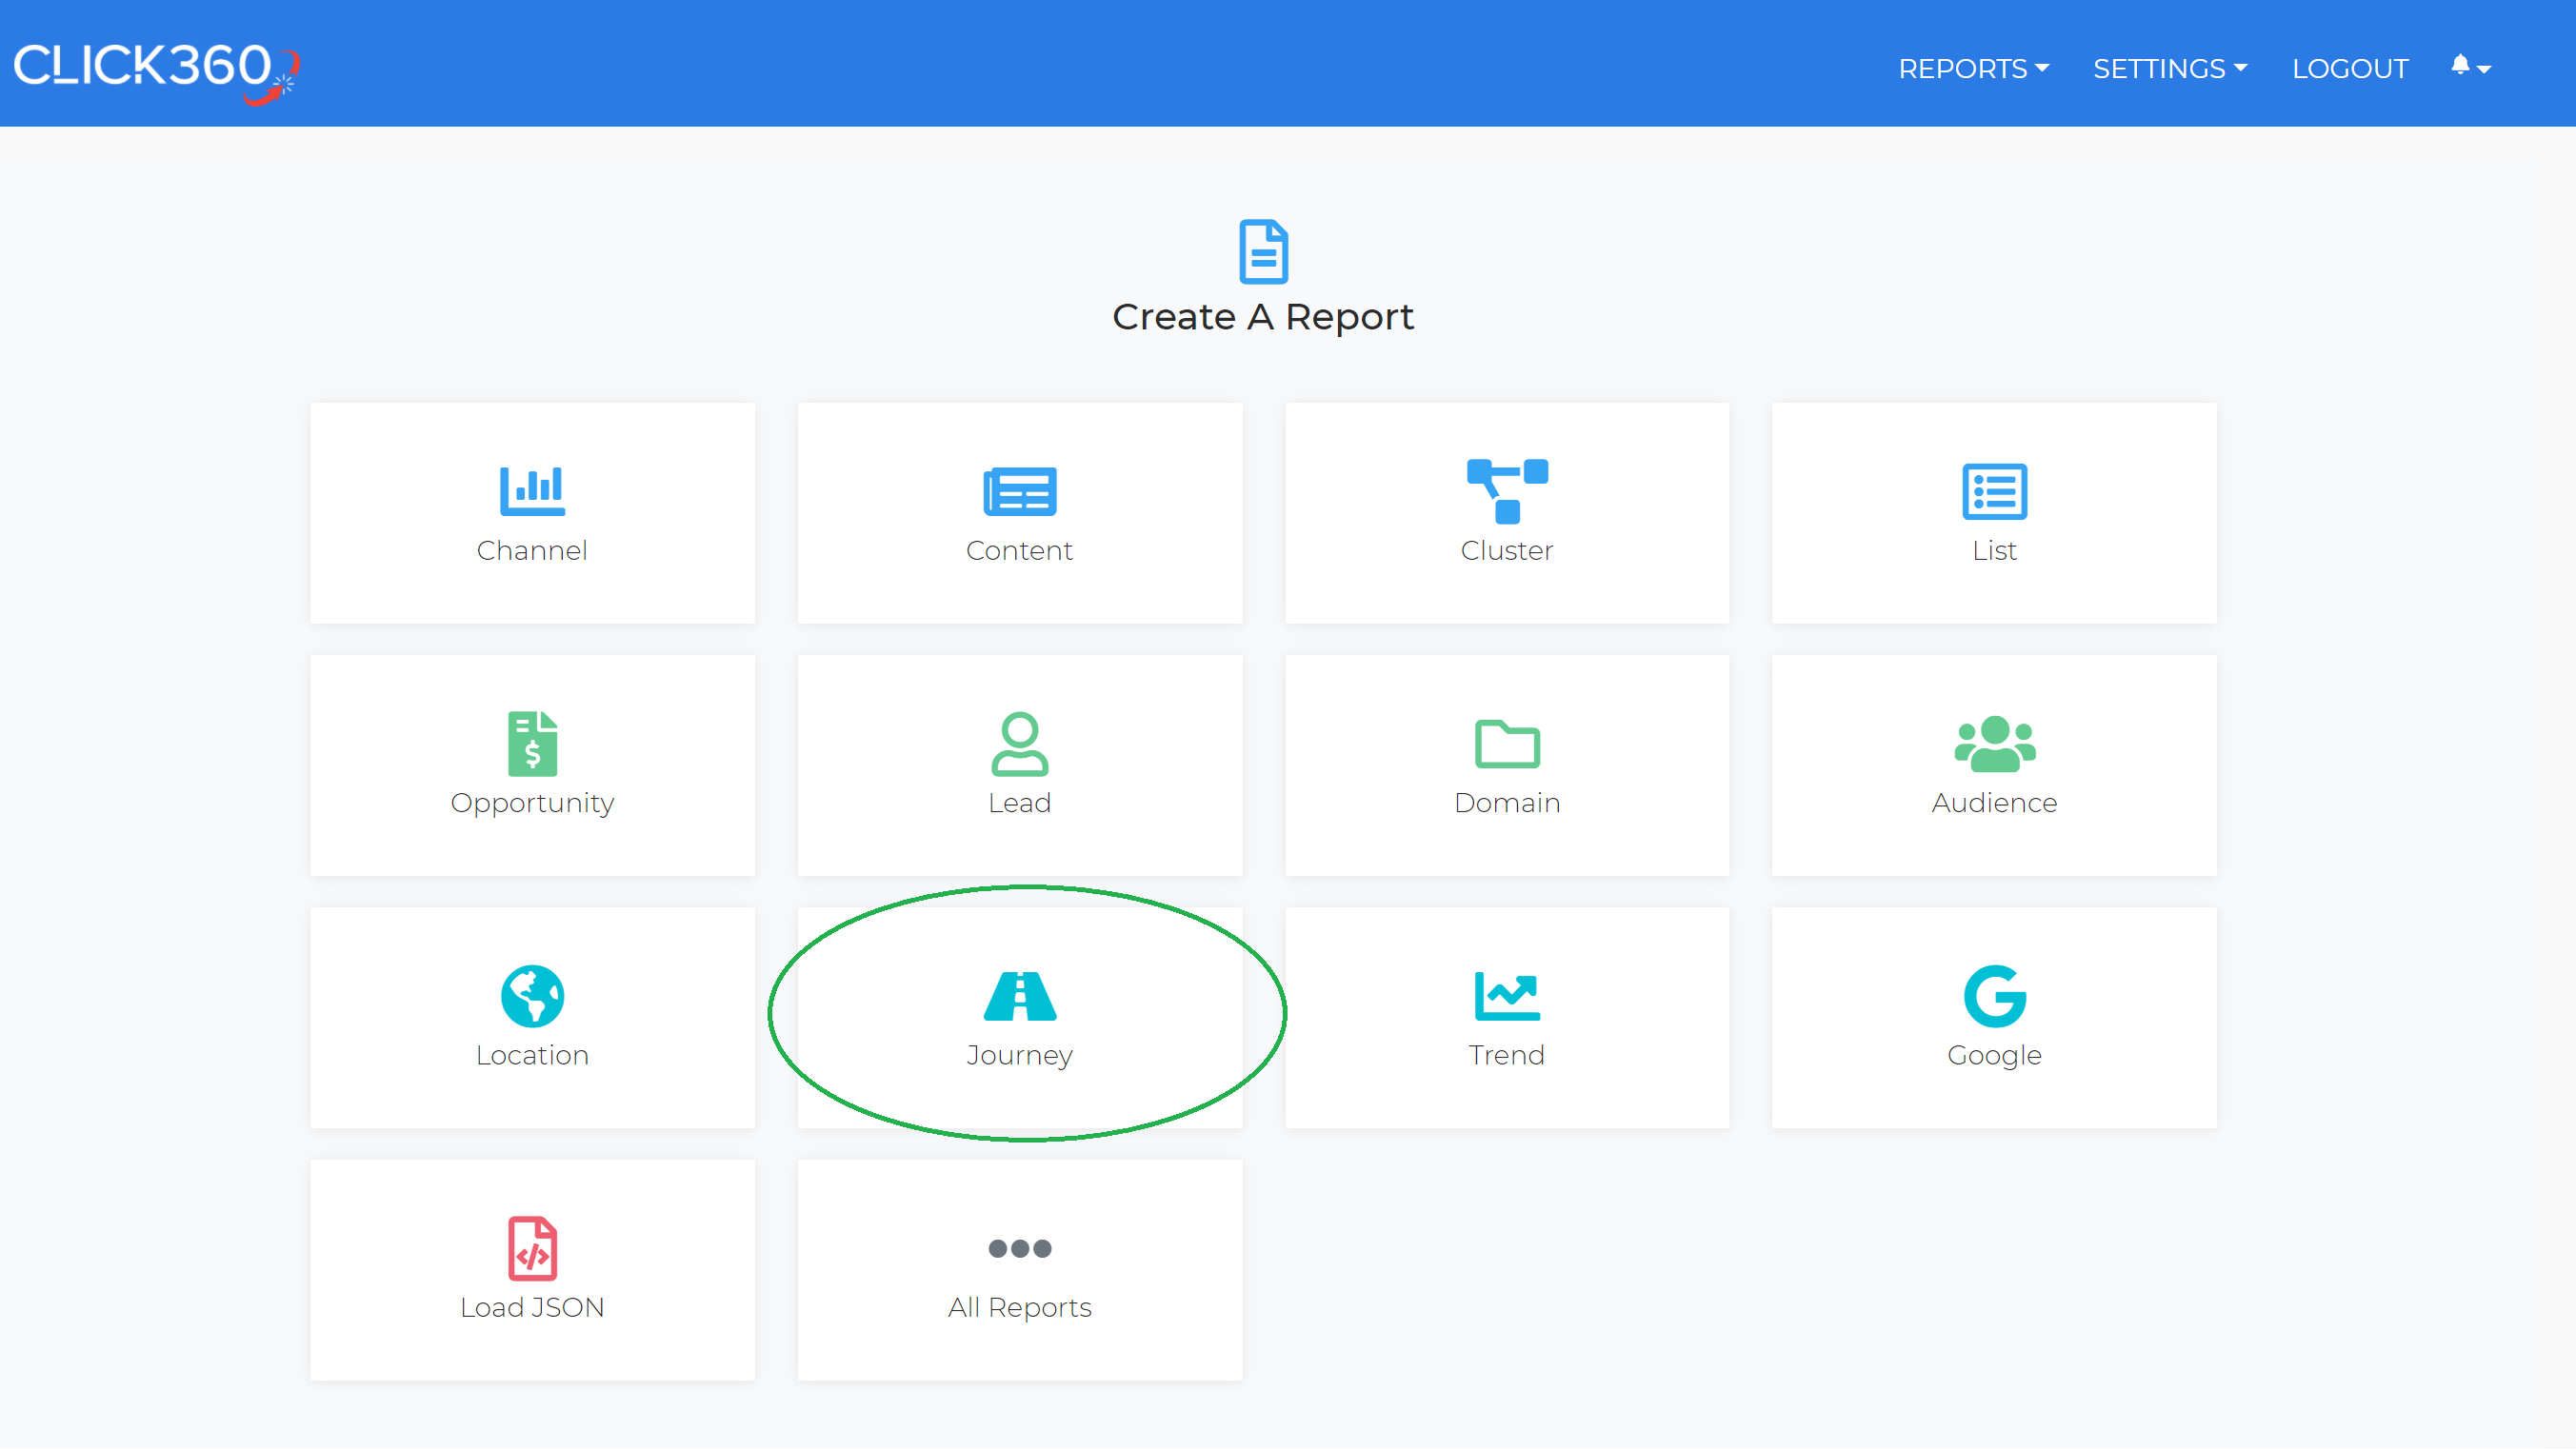 CLICK360
REPORTS SETTINGS LOGOUT
Create A Report
Channel
Content
Cluster
List
Opportunity
Lead
Domain
Audience
Location
Journey
Trend
Google
Load JSON
All Reports